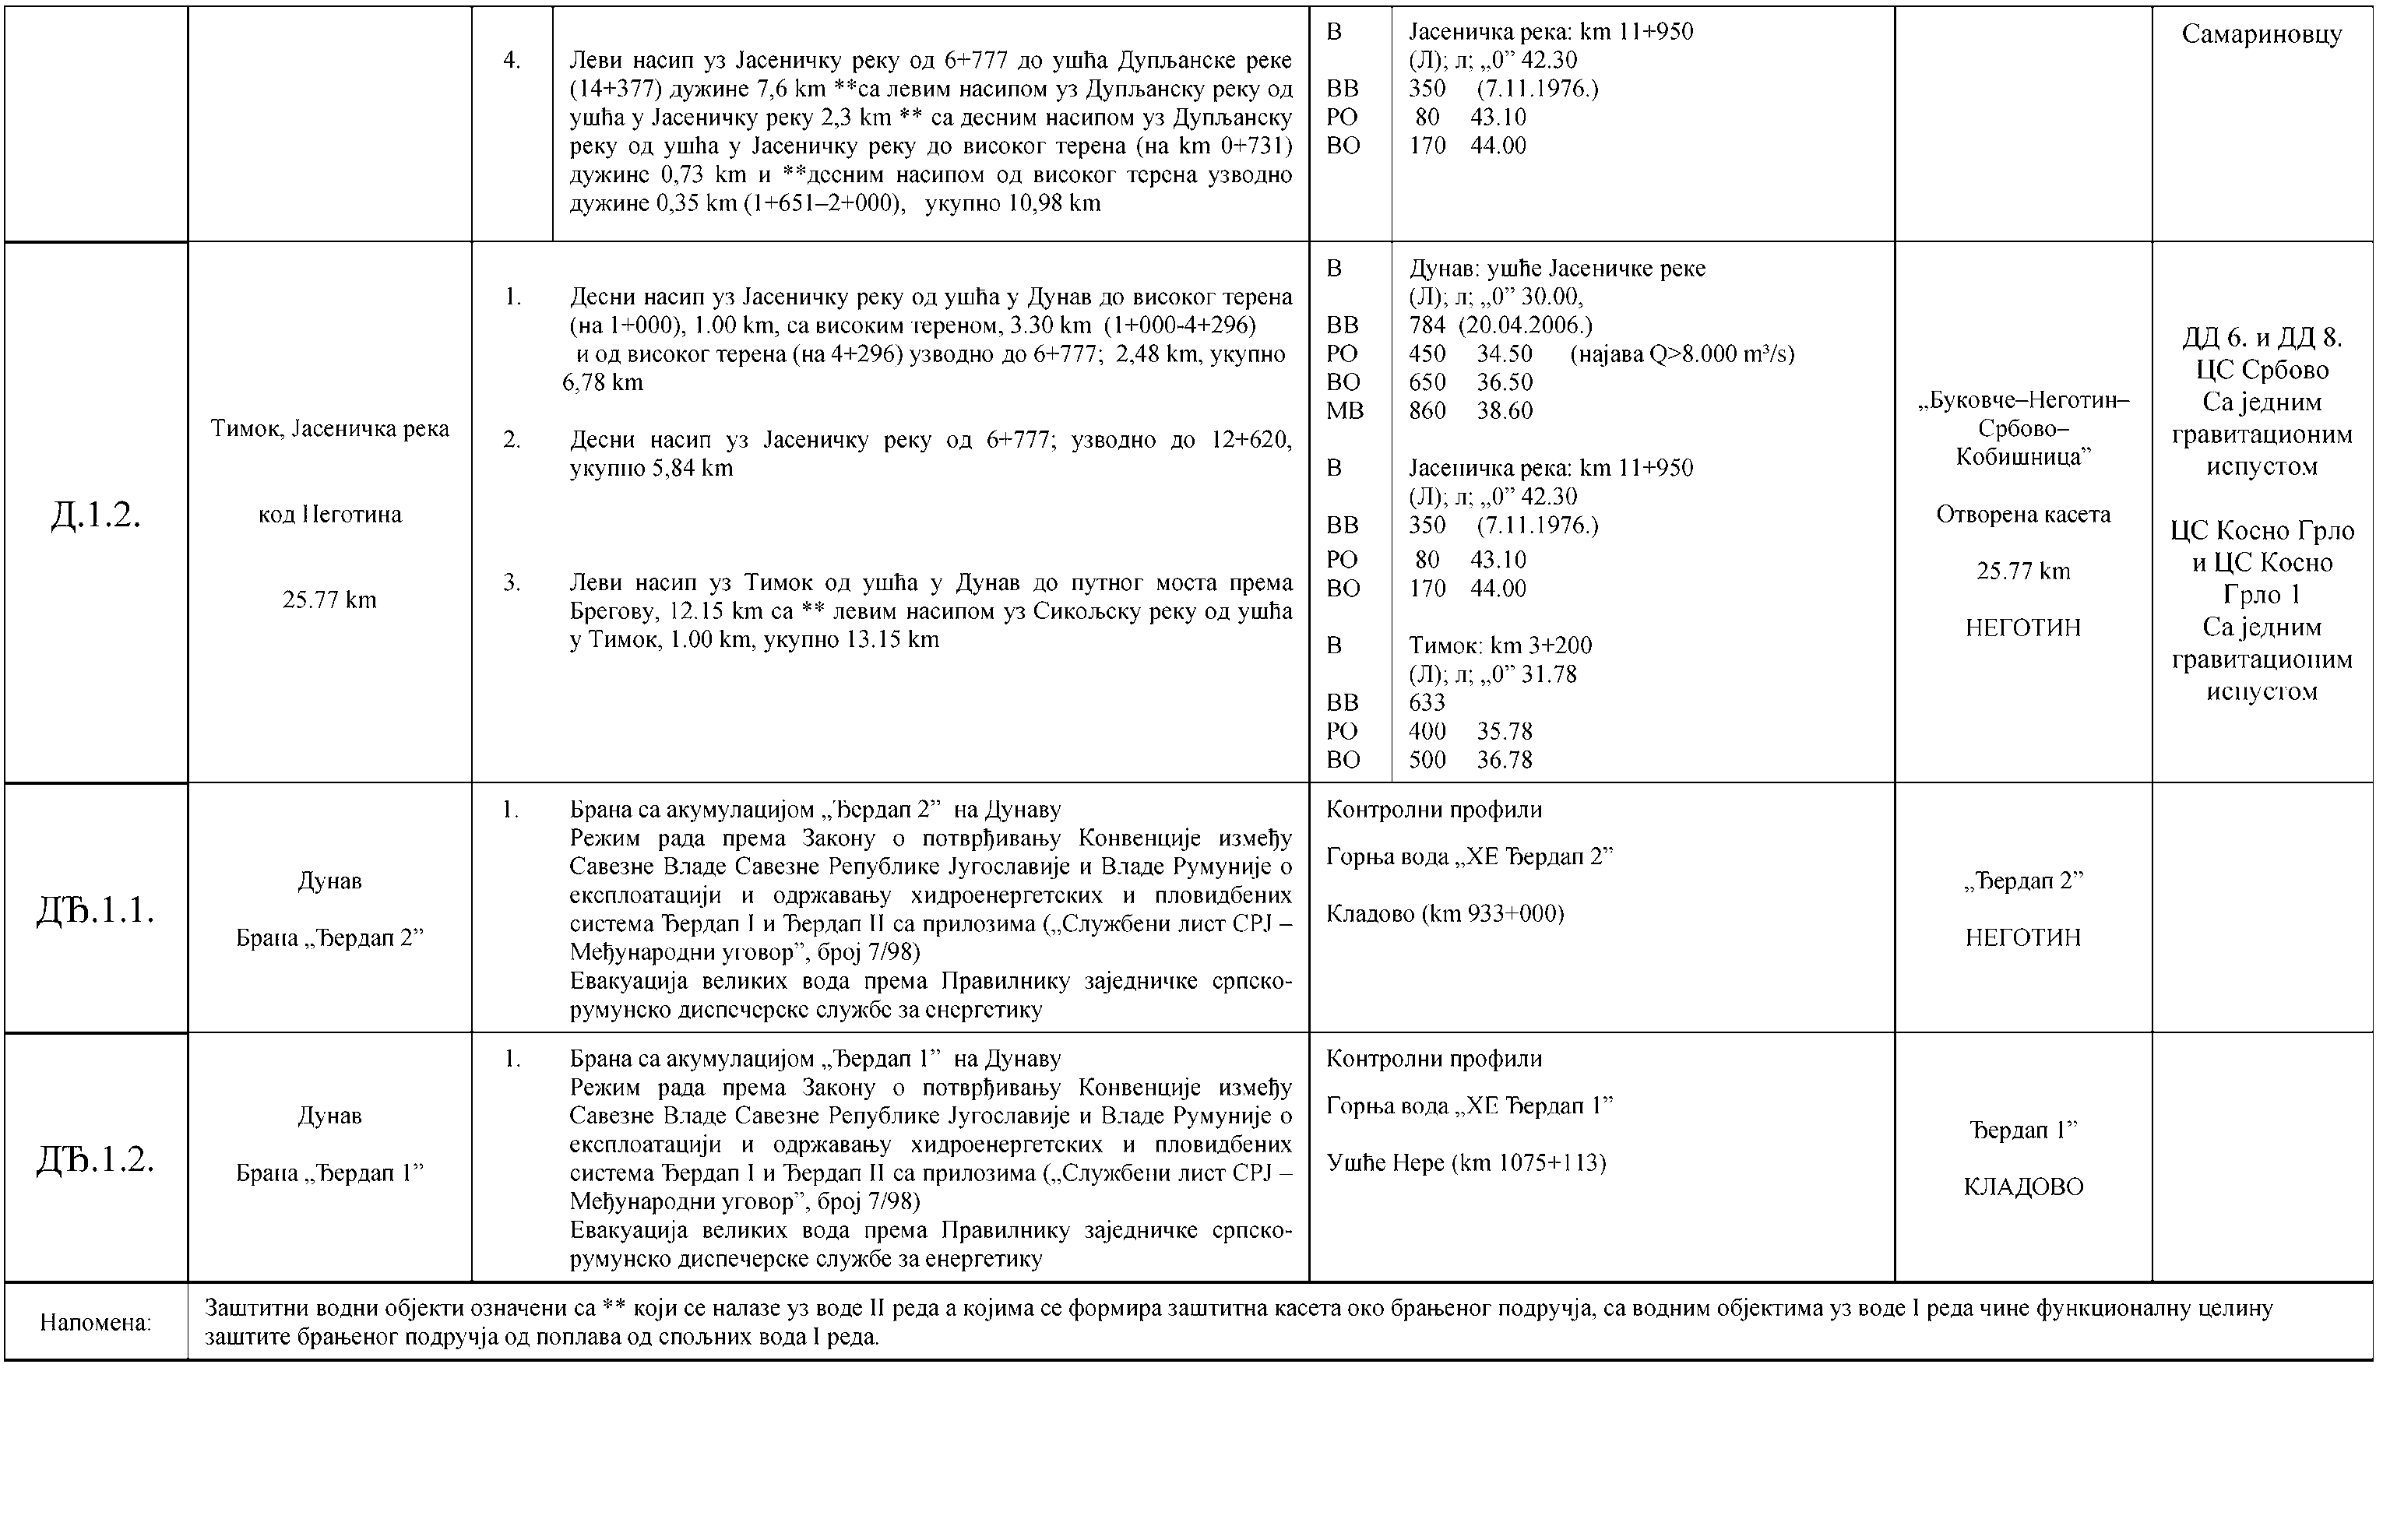 4.
Леви насип уз Јасеничку реку од 6+777 до ушћа Дупљанске реке
(14+377) дужине 7,6 km **са левим насипом уз Дупљанску реку од
ушћа у Јасеничку реку 2,3 km ** са десним насипом уз Дупљанску
реку од ушћа у Јасеничку реку до високог терена (на km 0+731)
дужине 0,73 km и **десним насипом од високог терена узводно
дужине 0,35 km (1+651–2+000), укупно 10,98 km
В Јасеничка река: km 11+950
(Л); л; „0” 42.30
ВВ 350 (7.11.1976.)
РО 80 43.10
ВО 170 44.00
Самариновцу
Д.1.2.
Тимок, Јасеничка река
код Неготина
25.77 km
1. Десни насип уз Јасеничку реку од ушћа у Дунав до високог терена
(на 1+000), 1.00 km, са високим тереном, 3.30 km (1+000-4+296)
и од високог терена (на 4+296) узводно до 6+777; 2,48 km, укупно
6,78 km
2. Десни насип уз Јасеничку реку од 6+777; узводно до 12+620,
укупно 5,84 km
3. Леви насип уз Тимок од ушћа у Дунав до путног моста према
Брегову, 12.15 km са ** левим насипом уз Сикољску реку од ушћа
у Тимок, 1.00 km, укупно 13.15 km
В Дунав: ушће Јасеничке реке
(Л); л; „0” 30.00,
ВВ 784 (20.04.2006.)
РО 450 34.50 (најава Q>8.000 m³/s)
ВО 650 36.50
МВ 860 38.60
В Јасеничка река: km 11+950
(Л); л; „0” 42.30
ВВ 350 (7.11.1976.)
РО 80 43.10
ВО 170 44.00
В Тимок: km 3+200
(Л); л; „0” 31.78
ВВ 633
РО 400 35.78
ВО 500 36.78
„Буковче–Неготин–
Србово–
Кобишница”
Отворена касета
25.77 km
НЕГОТИН
ДД 6. и ДД 8.
ЦС Србово
Са једним
гравитационим
испустом
ЦС Косно Грло
и ЦС Косно
Грло 1
Са једним
гравитационим
испустом
ДЂ.1.1.
Дунав
Брана „Ђердап 2”
1. Брана са акумулацијом „Ђердап 2” на Дунаву
Режим рада према Закону о потврђивању Конвенције између
Савезне Владе Савезне Републике Југославије и Владе Румуније о
експлоатацији и одржавању хидроенергетских и пловидбених
система Ђердап I и Ђердап II са прилозима („Службени лист СРЈ –
Међународни уговор”, број 7/98)
Евакуација великих вода према Правилнику заједничке српско-
румунско диспечерске службе за енергетику
Контролни профили
Горња вода „ХЕ Ђердап 2”
Кладово (km 933+000)
„Ђердап 2”
НЕГОТИН
ДЂ.1.2.
Дунав
Брана „Ђердап 1”
1. Брана са акумулацијом „Ђердап 1” на Дунаву
Режим рада према Закону о потврђивању Конвенције између
Савезне Владе Савезне Републике Југославије и Владе Румуније о
експлоатацији и одржавању хидроенергетских и пловидбених
система Ђердап I и Ђердап II са прилозима („Службени лист СРЈ –
Међународни уговор”, број 7/98)
Евакуација великих вода према Правилнику заједничке српско-
румунско диспечерске службе за енергетику
Контролни профили
Горња вода „ХЕ Ђердап 1”
Ушће Нере (km 1075+113)
Ђердап 1”
КЛАДОВО
Напомена:
Заштитни водни објекти означени са ** који се налазе уз воде II реда а којима се формира заштитна касета око брањеног подручја, са водним објектима уз воде I реда чине функционалну целину
заштите брањеног подручја од поплава од спољних вода I реда.